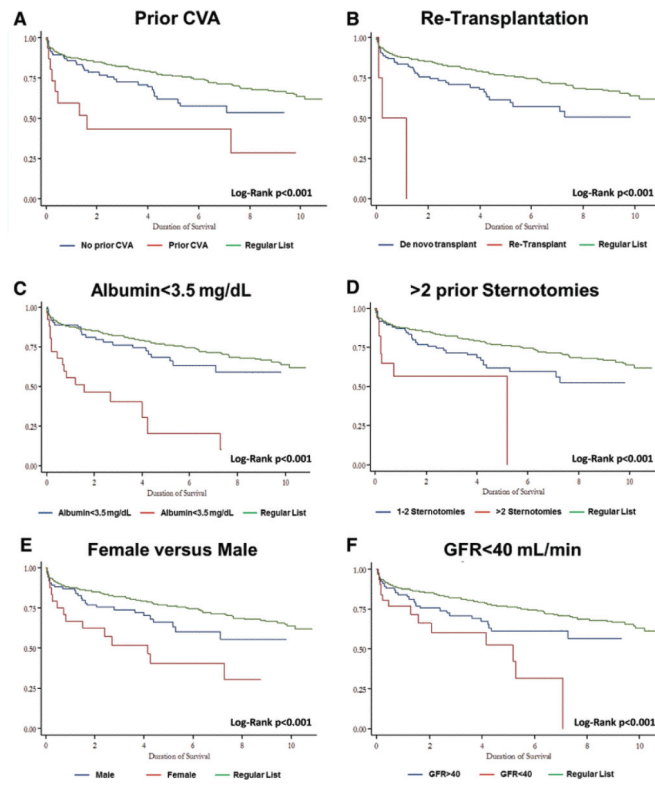 A Prior CVA
1.00
0.75
0.50
0.25
0.00
0 2 4 6 8 10
Log-Rank p<0.001
Duration of Survival
No prior CVA Prior CVA Regular List
B Re-Transplantation
1.00
0.75
0.50
0.25
0.00
0 2 4 6 8 10
Log-Rank p<0.001
Duration of Survival
De novo transplant Re-Transplant Regular List
C Albumin<3.5 mg/dL
1.00
0.75
0.50
0.25
0.00
0 2 4 6 8 10
Log-Rank p<0.001
Duration of Survival
Albumin<3.5 mg/dL Albumin<3.5 mg/dL Regular List
D >2 prior Sternotomies
1.00
0.75
0.50
0.25
0.00
0 2 4 6 8 10
Log-Rank p<0.001
Duration of Survival
1-2 Sternotomies >2 Sternotomies Regular List
E Female versus Male
1.00
0.75
0.50
0.25
0.00
0 2 4 6 8 10
Log-Rank p<0.001
Duration of Survival
Male Female Regular List
F GFR<40 mL/min
1.00
0.75
0.50
0.25
0.00
0 2 4 6 8 10
Log-Rank p<0.001
Duration of Survival
GFR>40 GFR<40 Regular List